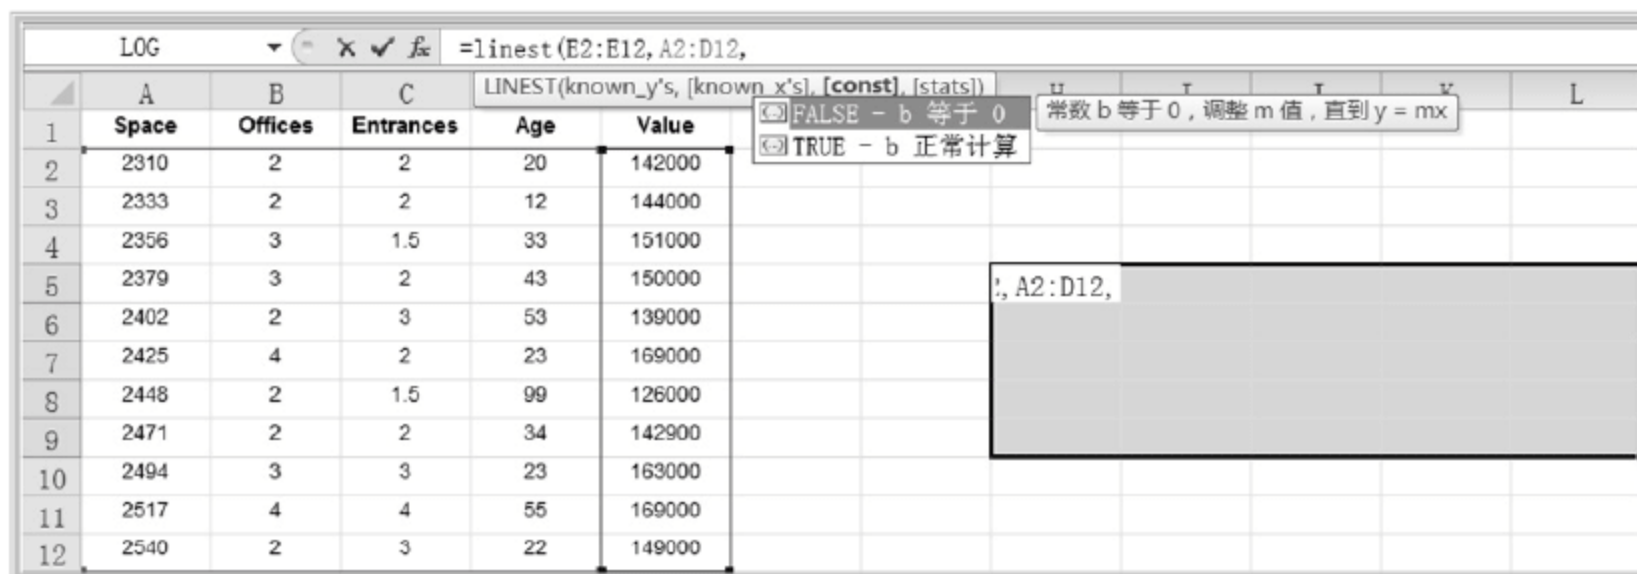 LOG =linest(E2:E12, A2:D12,
LINEST(known_y's, [known_x's], [const], [stats])
A B C L
FALSE - b 等于 0 常数 b 等于 0，调整 m 值，直到 y = mx
1 Space Offices Entrances Age Value
TRUE - b 正常计算
2 2310 2 2 20 142000
3 2333 2 2 12 144000
4 2356 3 1.5 33 151000
5 2379 3 2 43 150000 , A2:D12,
6 2402 2 3 53 139000
7 2425 4 2 23 169000
8 2448 2 1.5 99 126000
9 2471 2 2 34 142900
10 2494 3 3 23 163000
11 2517 4 4 55 169000
12 2540 2 3 22 149000